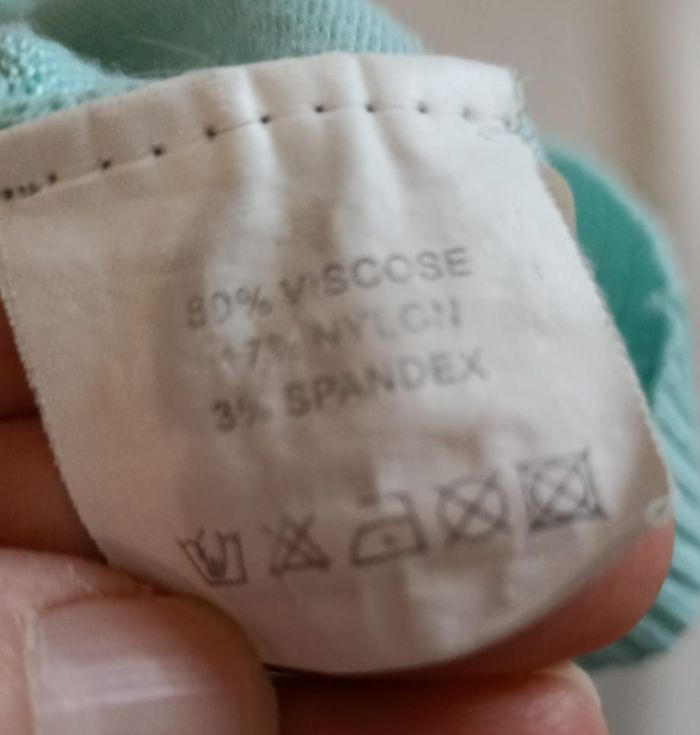 80% VISCOSE
17% NYLON
3% SPANDEX